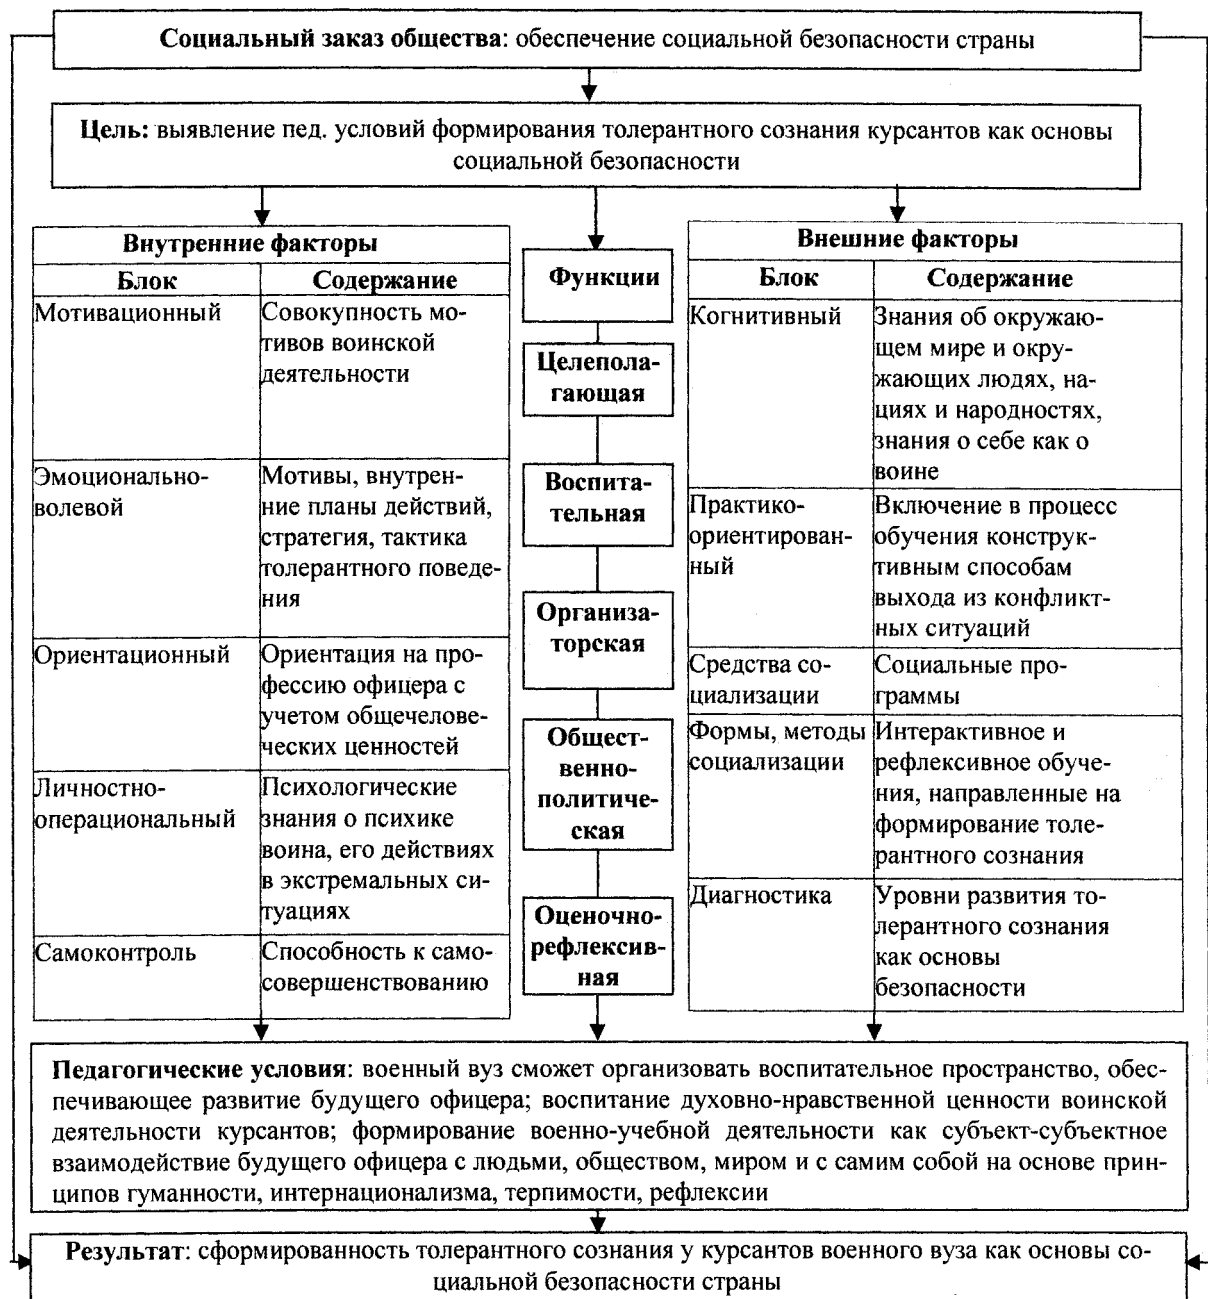 Социальный заказ общества: обеспечение социальной безопасности страны
Цель: выявление пед. условий формирования толерантного сознания курсантов как основы
социальной безопасности
Внутренние факторы
Блок
Содержание
Мотивационный
Совокупность мо-
тивов воинской
деятельности
Эмоционально-
волевой
Мотивы, внутрен-
ние планы действий,
стратегия, тактика
толерантного поведе-
ния
Ориентационный
Ориентация на про-
фессию офицера с
учетом общечелове-
ческих ценностей
Личностно-
операциональный
Психологические
знания о психике
воина, его действиях
в экстремальных си-
туациях
Самоконтроль
Способность к само-
совершенствованию
Функции
Целепола-
гающая
Воспита-
тельная
Организа-
торская
Общест-
венно-
политиче-
ская
Оценочно-
рефлексив-
ная
Внешние факторы
Блок
Содержание
Когнитивный
Знания об окружаю-
щем мире и окру-
жающих людях, на-
циях и народностях,
знания о себе как о
воине
Практико-
ориентирован-
ный
Включение в процесс
обучения конструк-
тивным способам
выхода из конфликт-
ных ситуаций
Средства со-
циализации
Социальные про-
граммы
Формы, методы
социализации
Интерактивное и
рефлексивное обуче-
ния, направленные на
формирование толе-
рантного сознания
Диагностика
Уровни развития то-
лерантного сознания
как основы
безопасности
Педагогические условия: военный вуз сможет организовать воспитательное пространство, обес-
печивающее развитие будущего офицера; воспитание духовно-нравственной ценности воинской
деятельности курсантов; формирование военно-учебной деятельности как субъект-субъектное
взаимодействие будущего офицера с людьми, обществом, миром и с самим собой на основе прин-
ципов гуманности, интернационализма, терпимости, рефлексии
Результат: сформированность толерантного сознания у курсантов военного вуза как основы со-
циальной безопасности страны